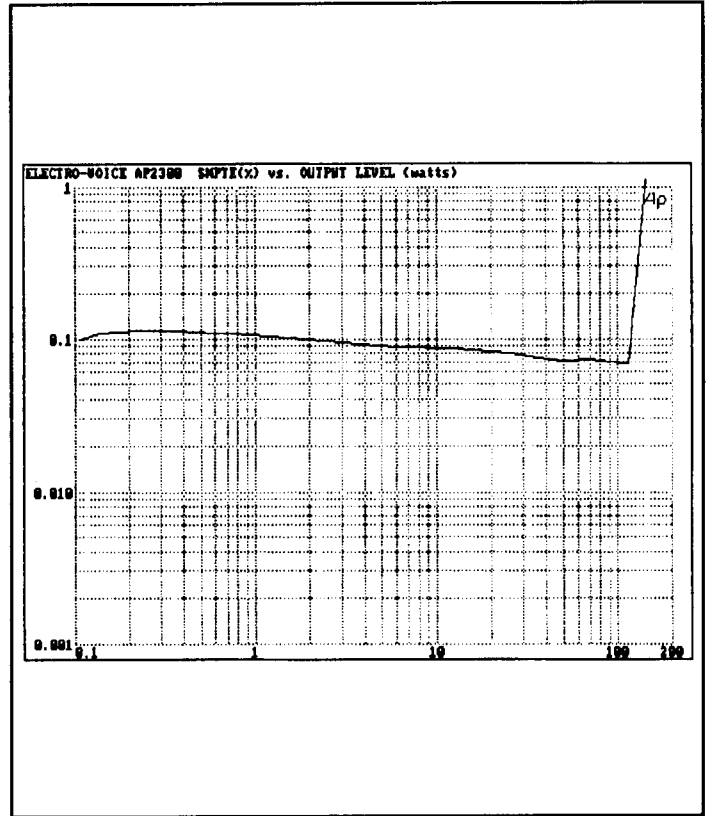 ELECTRO-VOICE AP2300 SMPTE(%) vs. OUTPUT LEVEL (watts)
1
Ap
0.1
0.010
0.001
0.1 1 10 100 200